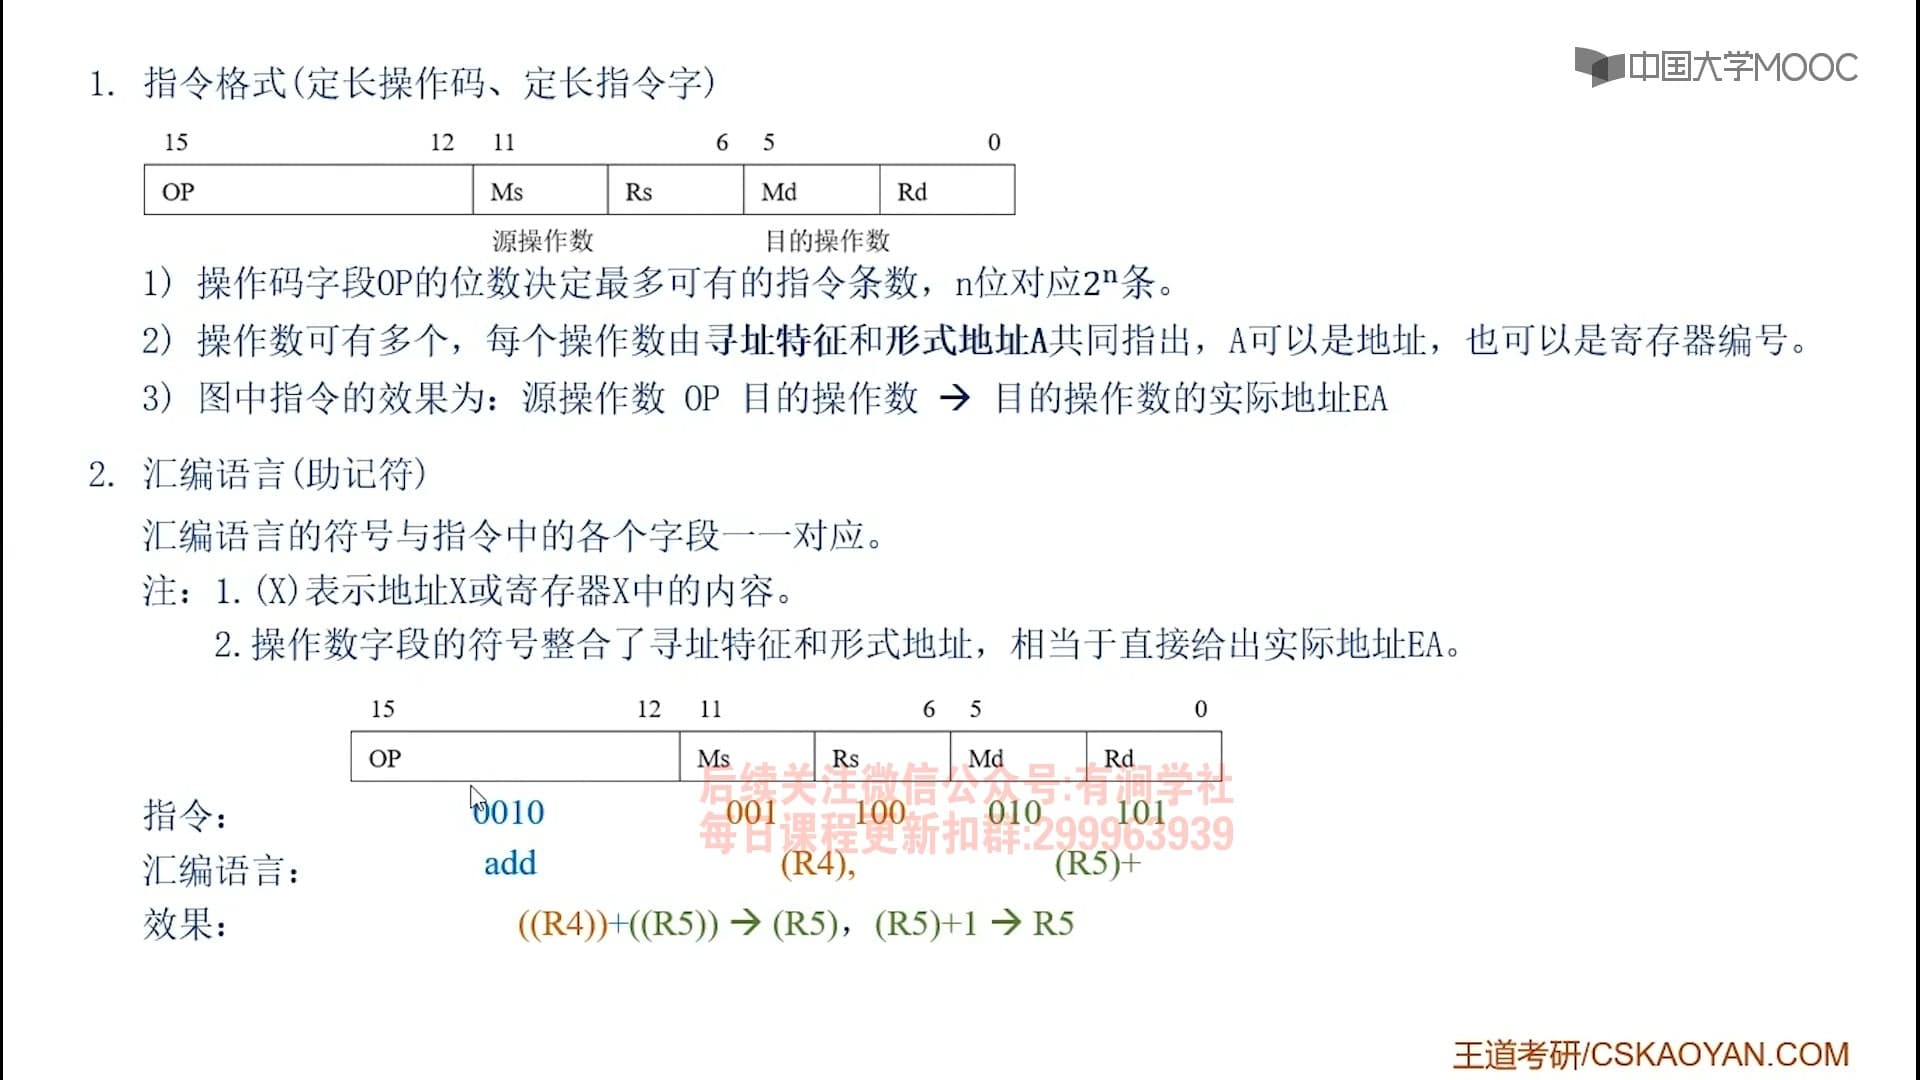 中国大学MOOC
1. 指令格式(定长操作码、定长指令字)
15 12 11 6 5 0
OP Ms Rs Md Rd
源操作数 目的操作数
1) 操作码字段OP的位数决定最多可有的指令条数，n位对应2ⁿ条。
2) 操作数可有多个，每个操作数由寻址特征和形式地址A共同指出，A可以是地址，也可以是寄存器编号。
3) 图中指令的效果为：源操作数 OP 目的操作数 → 目的操作数的实际地址EA
2. 汇编语言(助记符)
汇编语言的符号与指令中的各个字段一一对应。
注：1.(X)表示地址X或寄存器X中的内容。
2.操作数字段的符号整合了寻址特征和形式地址，相当于直接给出实际地址EA。
15 12 11 6 5 0
OP Ms Rs Md Rd
后续关注微信公众号:有涧学社
指令： 0010 001 100 010 101
每日课程更新扣群:299963939
汇编语言： add (R4), (R5)+
效果： ((R4))+((R5)) → (R5)，(R5)+1 → R5
王道考研/CSKAOYAN.COM